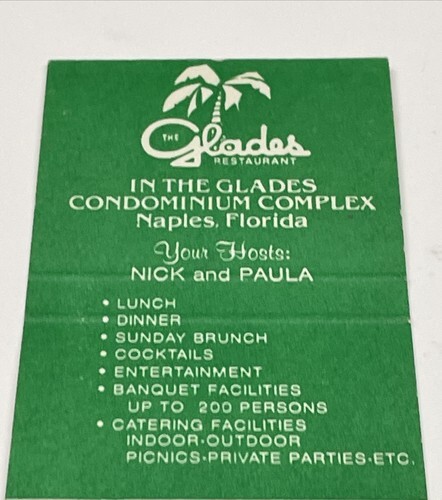 THE Glades
RESTAURANT
IN THE GLADES
CONDOMINIUM COMPLEX
Naples, Florida
Your Hosts:
NICK and PAULA
• LUNCH
• DINNER
• SUNDAY BRUNCH
• COCKTAILS
• ENTERTAINMENT
• BANQUET FACILITIES
UP TO 200 PERSONS
• CATERING FACILITIES
INDOOR-OUTDOOR
PICNICS-PRIVATE PARTIES-ETC.